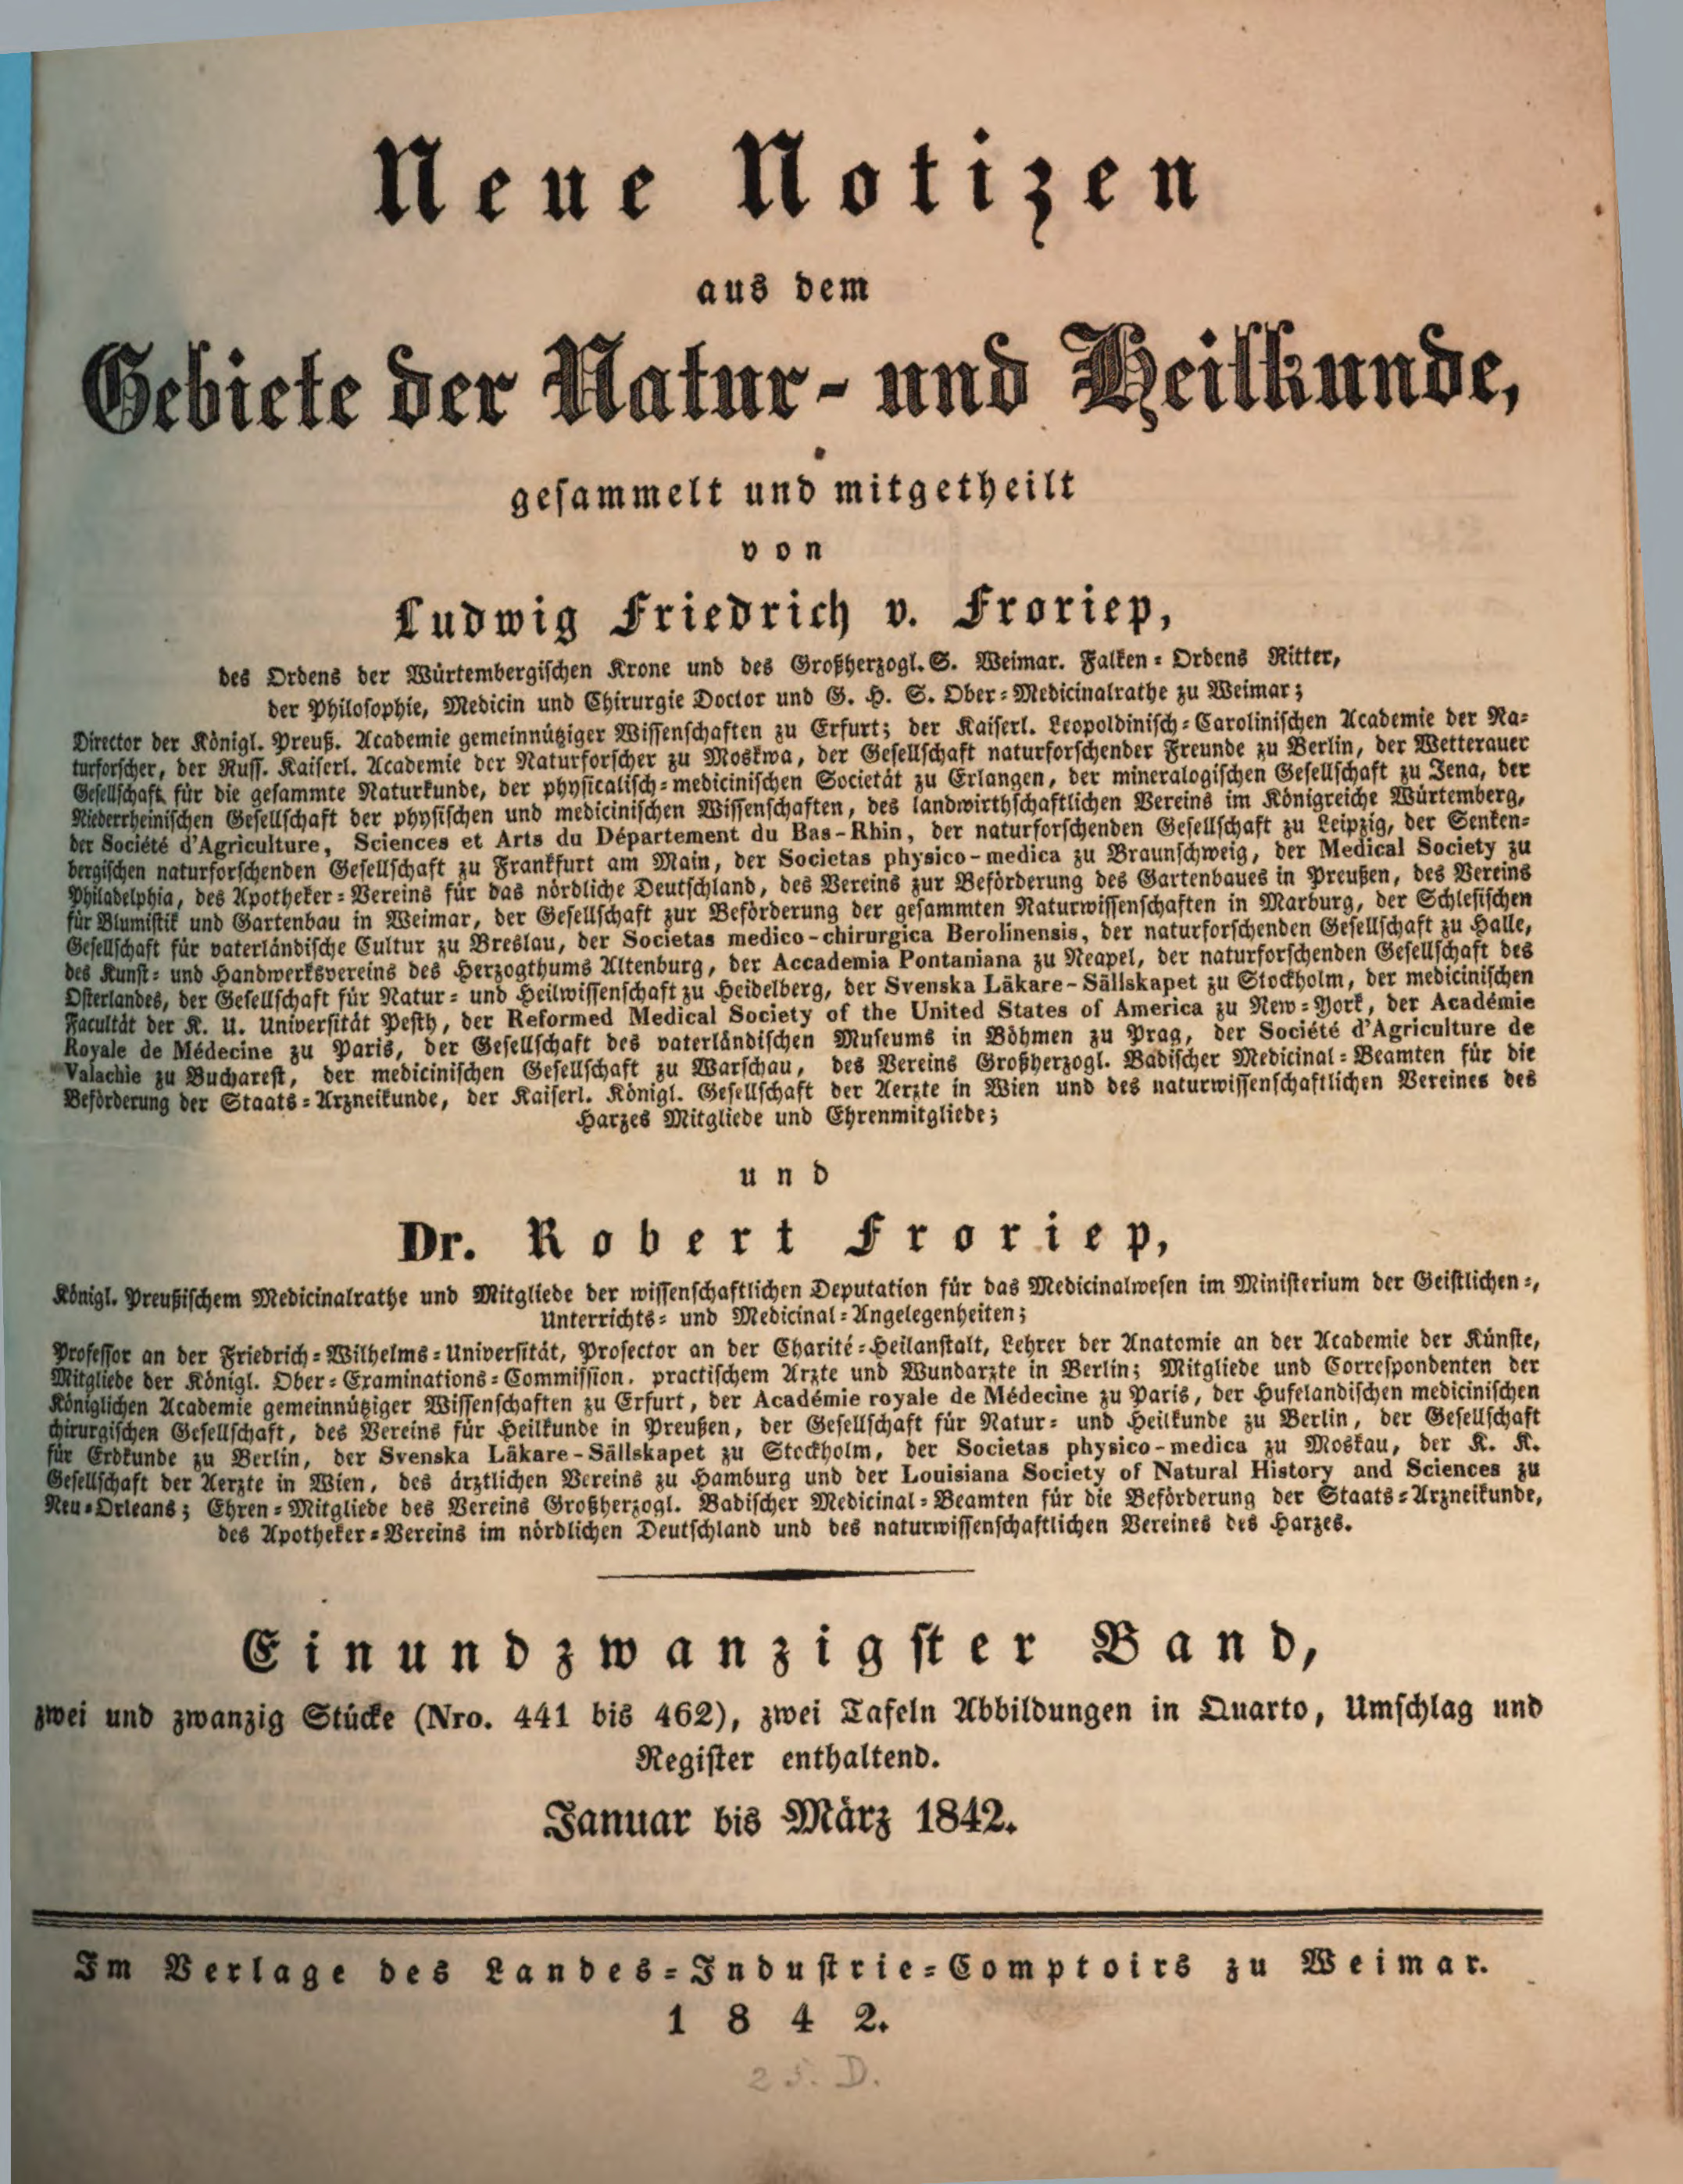 Neue Notizen
aus dem
Gebiete der Natur- und Heilkunde,
gesammelt und mitgetheilt
von
Ludwig Friedrich v. Froriep,
des Ordens der Würtembergischen Krone und des Großherzogl. S. Weimar. Falken-Ordens Ritter,
der Philosophie, Medicin und Chirurgie Doctor und G. H. S. Ober-Medicinalrathe zu Weimar;
Director der Königl. Preuß. Academie gemeinnütziger Wissenschaften zu Erfurt; der Kaiserl. Leopoldinisch-Carolinischen Academie der Na-
turforscher, der Russ. Kaiserl. Academie der Naturforscher zu Moskwa, der Gesellschaft naturforschender Freunde zu Berlin, der Wetterauer
Gesellschaft für die gesammte Naturkunde, der physicalisch-medicinischen Societät zu Erlangen, der mineralogischen Gesellschaft zu Jena, der
Niederrheinischen Gesellschaft der physischen und medicinischen Wissenschaften, des landwirthschaftlichen Vereins im Königreiche Würtemberg,
der Société d'Agriculture, Sciences et Arts du Département du Bas-Rhin, der naturforschenden Gesellschaft zu Leipzig, der Senken-
bergischen naturforschenden Gesellschaft zu Frankfurt am Main, der Societas physico-medica zu Braunschweig, der Medical Society zu
Philadelphia, des Apotheker-Vereins für das nördliche Deutschland, des Vereins zur Beförderung des Gartenbaues in Preußen, des Vereins
für Blumistik und Gartenbau in Weimar, der Gesellschaft zur Beförderung der gesammten Naturwissenschaften in Marburg, der Schlesischen
Gesellschaft für vaterländische Cultur zu Breslau, der Societas medico-chirurgica Berolinensis, der naturforschenden Gesellschaft zu Halle,
des Kunst- und Handwerksvereins des Herzogthums Altenburg, der Accademia Pontaniana zu Neapel, der naturforschenden Gesellschaft des
Osterlandes, der Gesellschaft für Natur- und Heilwissenschaft zu Heidelberg, der Svenska Läkare-Sällskapet zu Stockholm, der medicinischen
Facultät der K. U. Universität Pesth, der Reformed Medical Society of the United States of America zu New-York, der Académie
Royale de Médecine zu Paris, der Gesellschaft des vaterländischen Museums in Böhmen zu Prag, der Société d'Agriculture de
Valachie zu Bucharest, der medicinischen Gesellschaft zu Warschau, des Vereins Großherzogl. Badischer Medicinal-Beamten für die
Beförderung der Staats-Arzneikunde, der Kaiserl. Königl. Gesellschaft der Aerzte in Wien und des naturwissenschaftlichen Vereines des
Harzes Mitgliede und Ehrenmitgliede;
und
Dr. Robert Froriep,
Königl. Preußischem Medicinalrathe und Mitgliede der wissenschaftlichen Deputation für das Medicinalwesen im Ministerium der Geistlichen-,
Unterrichts- und Medicinal-Angelegenheiten;
Professor an der Friedrich-Wilhelms-Universität, Prosector an der Charité-Heilanstalt, Lehrer der Anatomie an der Academie der Künste,
Mitgliede der Königl. Ober-Examinations-Commission, practischem Arzte und Wundarzte in Berlin; Mitgliede und Correspondenten der
Königlichen Academie gemeinnütziger Wissenschaften zu Erfurt, der Académie royale de Médecine zu Paris, der Hufelandischen medicinischen
chirurgischen Gesellschaft, des Vereins für Heilkunde in Preußen, der Gesellschaft für Natur- und Heilkunde zu Berlin, der Gesellschaft
für Erdkunde zu Berlin, der Svenska Läkare-Sällskapet zu Stockholm, der Societas physico-medica zu Moskau, der K. K.
Gesellschaft der Aerzte in Wien, des ärztlichen Vereins zu Hamburg und der Louisiana Society of Natural History and Sciences zu
Neu-Orleans; Ehren-Mitgliede des Vereins Großherzogl. Badischer Medicinal-Beamten für die Beförderung der Staats-Arzneikunde,
des Apotheker-Vereins im nördlichen Deutschland und des naturwissenschaftlichen Vereines des Harzes.
Einundzwanzigster Band,
zwei und zwanzig Stücke (Nro. 441 bis 462), zwei Tafeln Abbildungen in Quarto, Umschlag und
Register enthaltend.
Januar bis März 1842.
Im Verlage des Landes-Industrie-Comptoirs zu Weimar.
1842.
25. D.